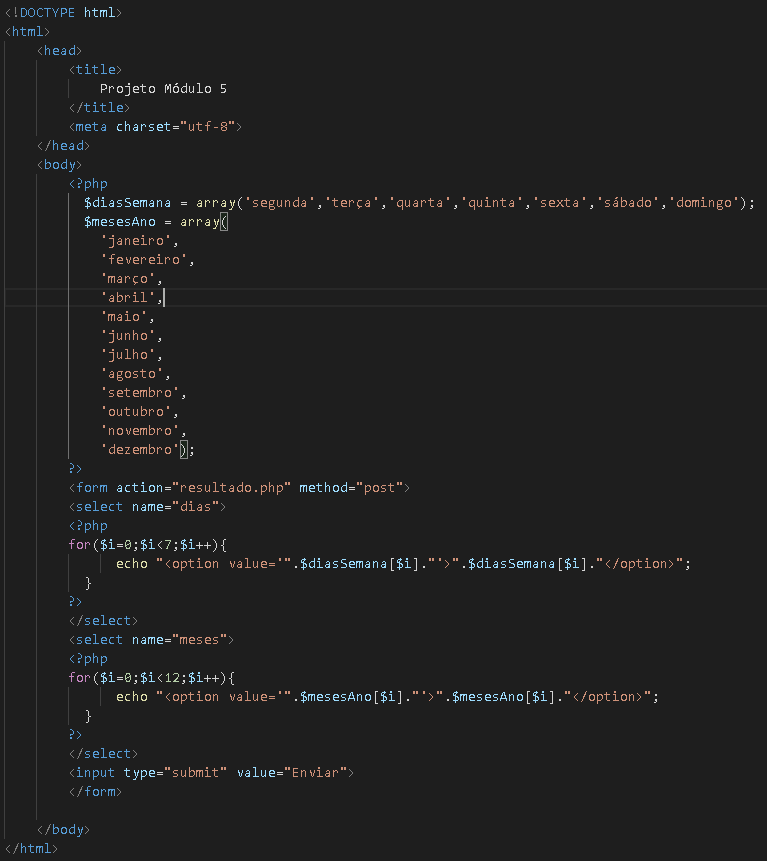 <!DOCTYPE html>
<html>
<head>
<title>
Projeto Módulo 5
</title>
<meta charset="utf-8">
</head>
<body>
<?php
$diasSemana = array('segunda','terça','quarta','quinta','sexta','sábado','domingo');
$mesesAno = array(
'janeiro',
'fevereiro',
'março',
'abril',
'maio',
'junho',
'julho',
'agosto',
'setembro',
'outubro',
'novembro',
'dezembro');
?>
<form action="resultado.php" method="post">
<select name="dias">
<?php
for($i=0;$i<7;$i++){
echo "<option value='".$diasSemana[$i]."'>".$diasSemana[$i]."</option>";
}
?>
</select>
<select name="meses">
<?php
for($i=0;$i<12;$i++){
echo "<option value='".$mesesAno[$i]."'>".$mesesAno[$i]."</option>";
}
?>
</select>
<input type="submit" value="Enviar">
</form>
</body>
</html>